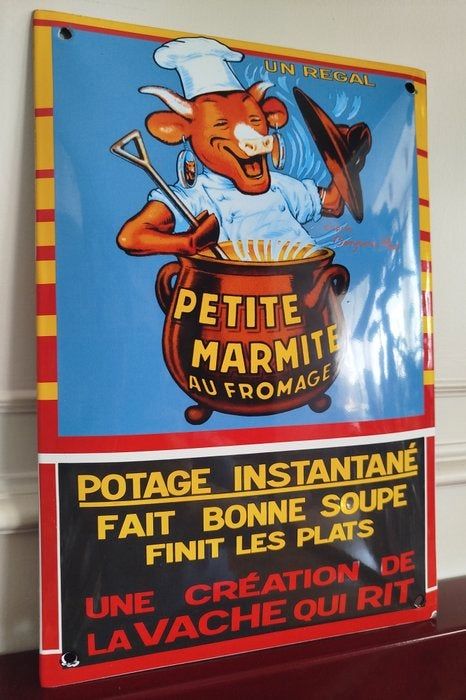 UN REGAL
PETITE
MARMITE
AU FROMAGE
POTAGE INSTANTANÉ
FAIT BONNE SOUPE
FINIT LES PLATS
UNE CRÉATION DE
LA VACHE QUI RIT